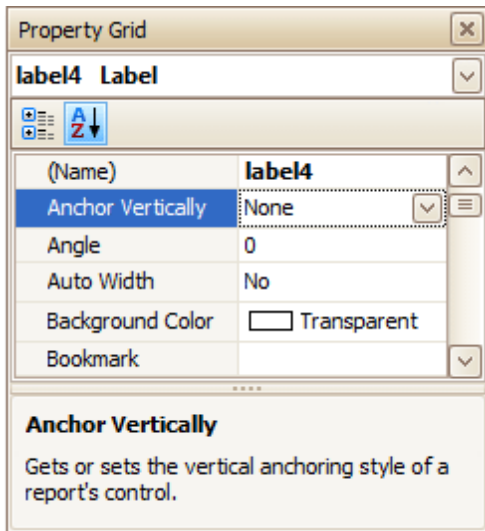 Property Grid
label4 Label
A
Z
(Name) label4
Anchor Vertically None
Angle 0
Auto Width No
Background Color Transparent
Bookmark
Anchor Vertically
Gets or sets the vertical anchoring style of a
report's control.